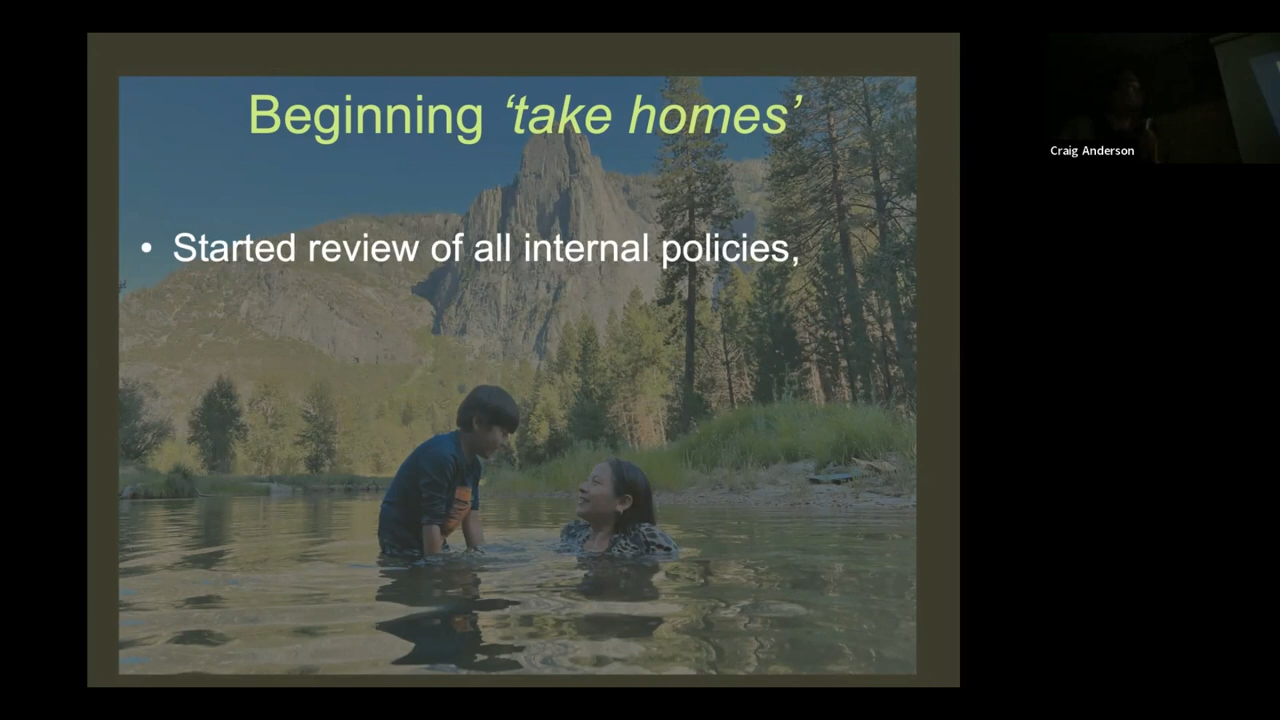 Beginning ‘take homes’
• Started review of all internal policies,
Craig Anderson